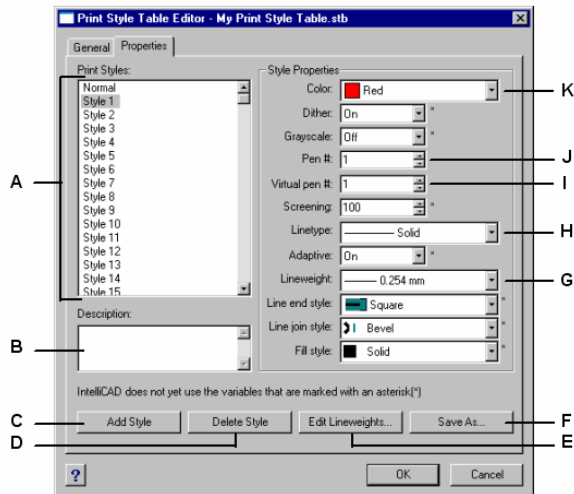 Print Style Table Editor - My Print Style Table.stb
General Properties
Print Styles:
Normal
Style 1
Style 2
Style 3
Style 4
Style 5
Style 6
Style 7
Style 8
Style 9
Style 10
Style 11
Style 12
Style 13
Style 14
Style 15
Description:
Style Properties
Color: Red
Dither: On *
Grayscale: Off *
Pen #: 1
Virtual pen #: 1
Screening: 100 *
Linetype: Solid
Adaptive: On *
Lineweight: 0.254 mm
Line end style: Square *
Line join style: Bevel *
Fill style: Solid *
IntelliCAD does not yet use the variables that are marked with an asterisk(*)
Add Style Delete Style Edit Lineweights... Save As...
? OK Cancel
A
B
C
D
E
F
G
H
I
J
K